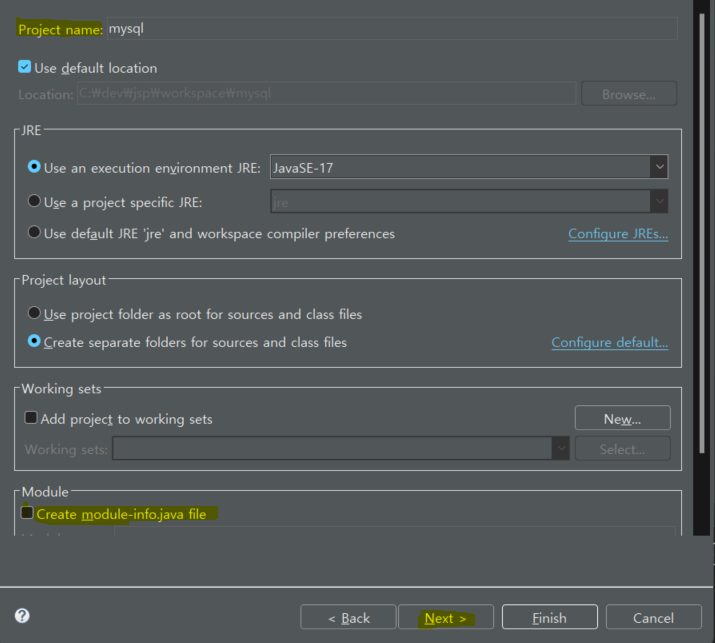 Project name: mysql
Use default location
Location: C:₩dev₩jsp₩workspace₩mysql Browse...
JRE
Use an execution environment JRE: JavaSE-17
Use a project specific JRE: jre
Use default JRE 'jre' and workspace compiler preferences Configure JREs...
Project layout
Use project folder as root for sources and class files
Create separate folders for sources and class files Configure default...
Working sets
Add project to working sets New...
Working sets: Select...
Module
Create module-info.java file
? < Back Next > Finish Cancel